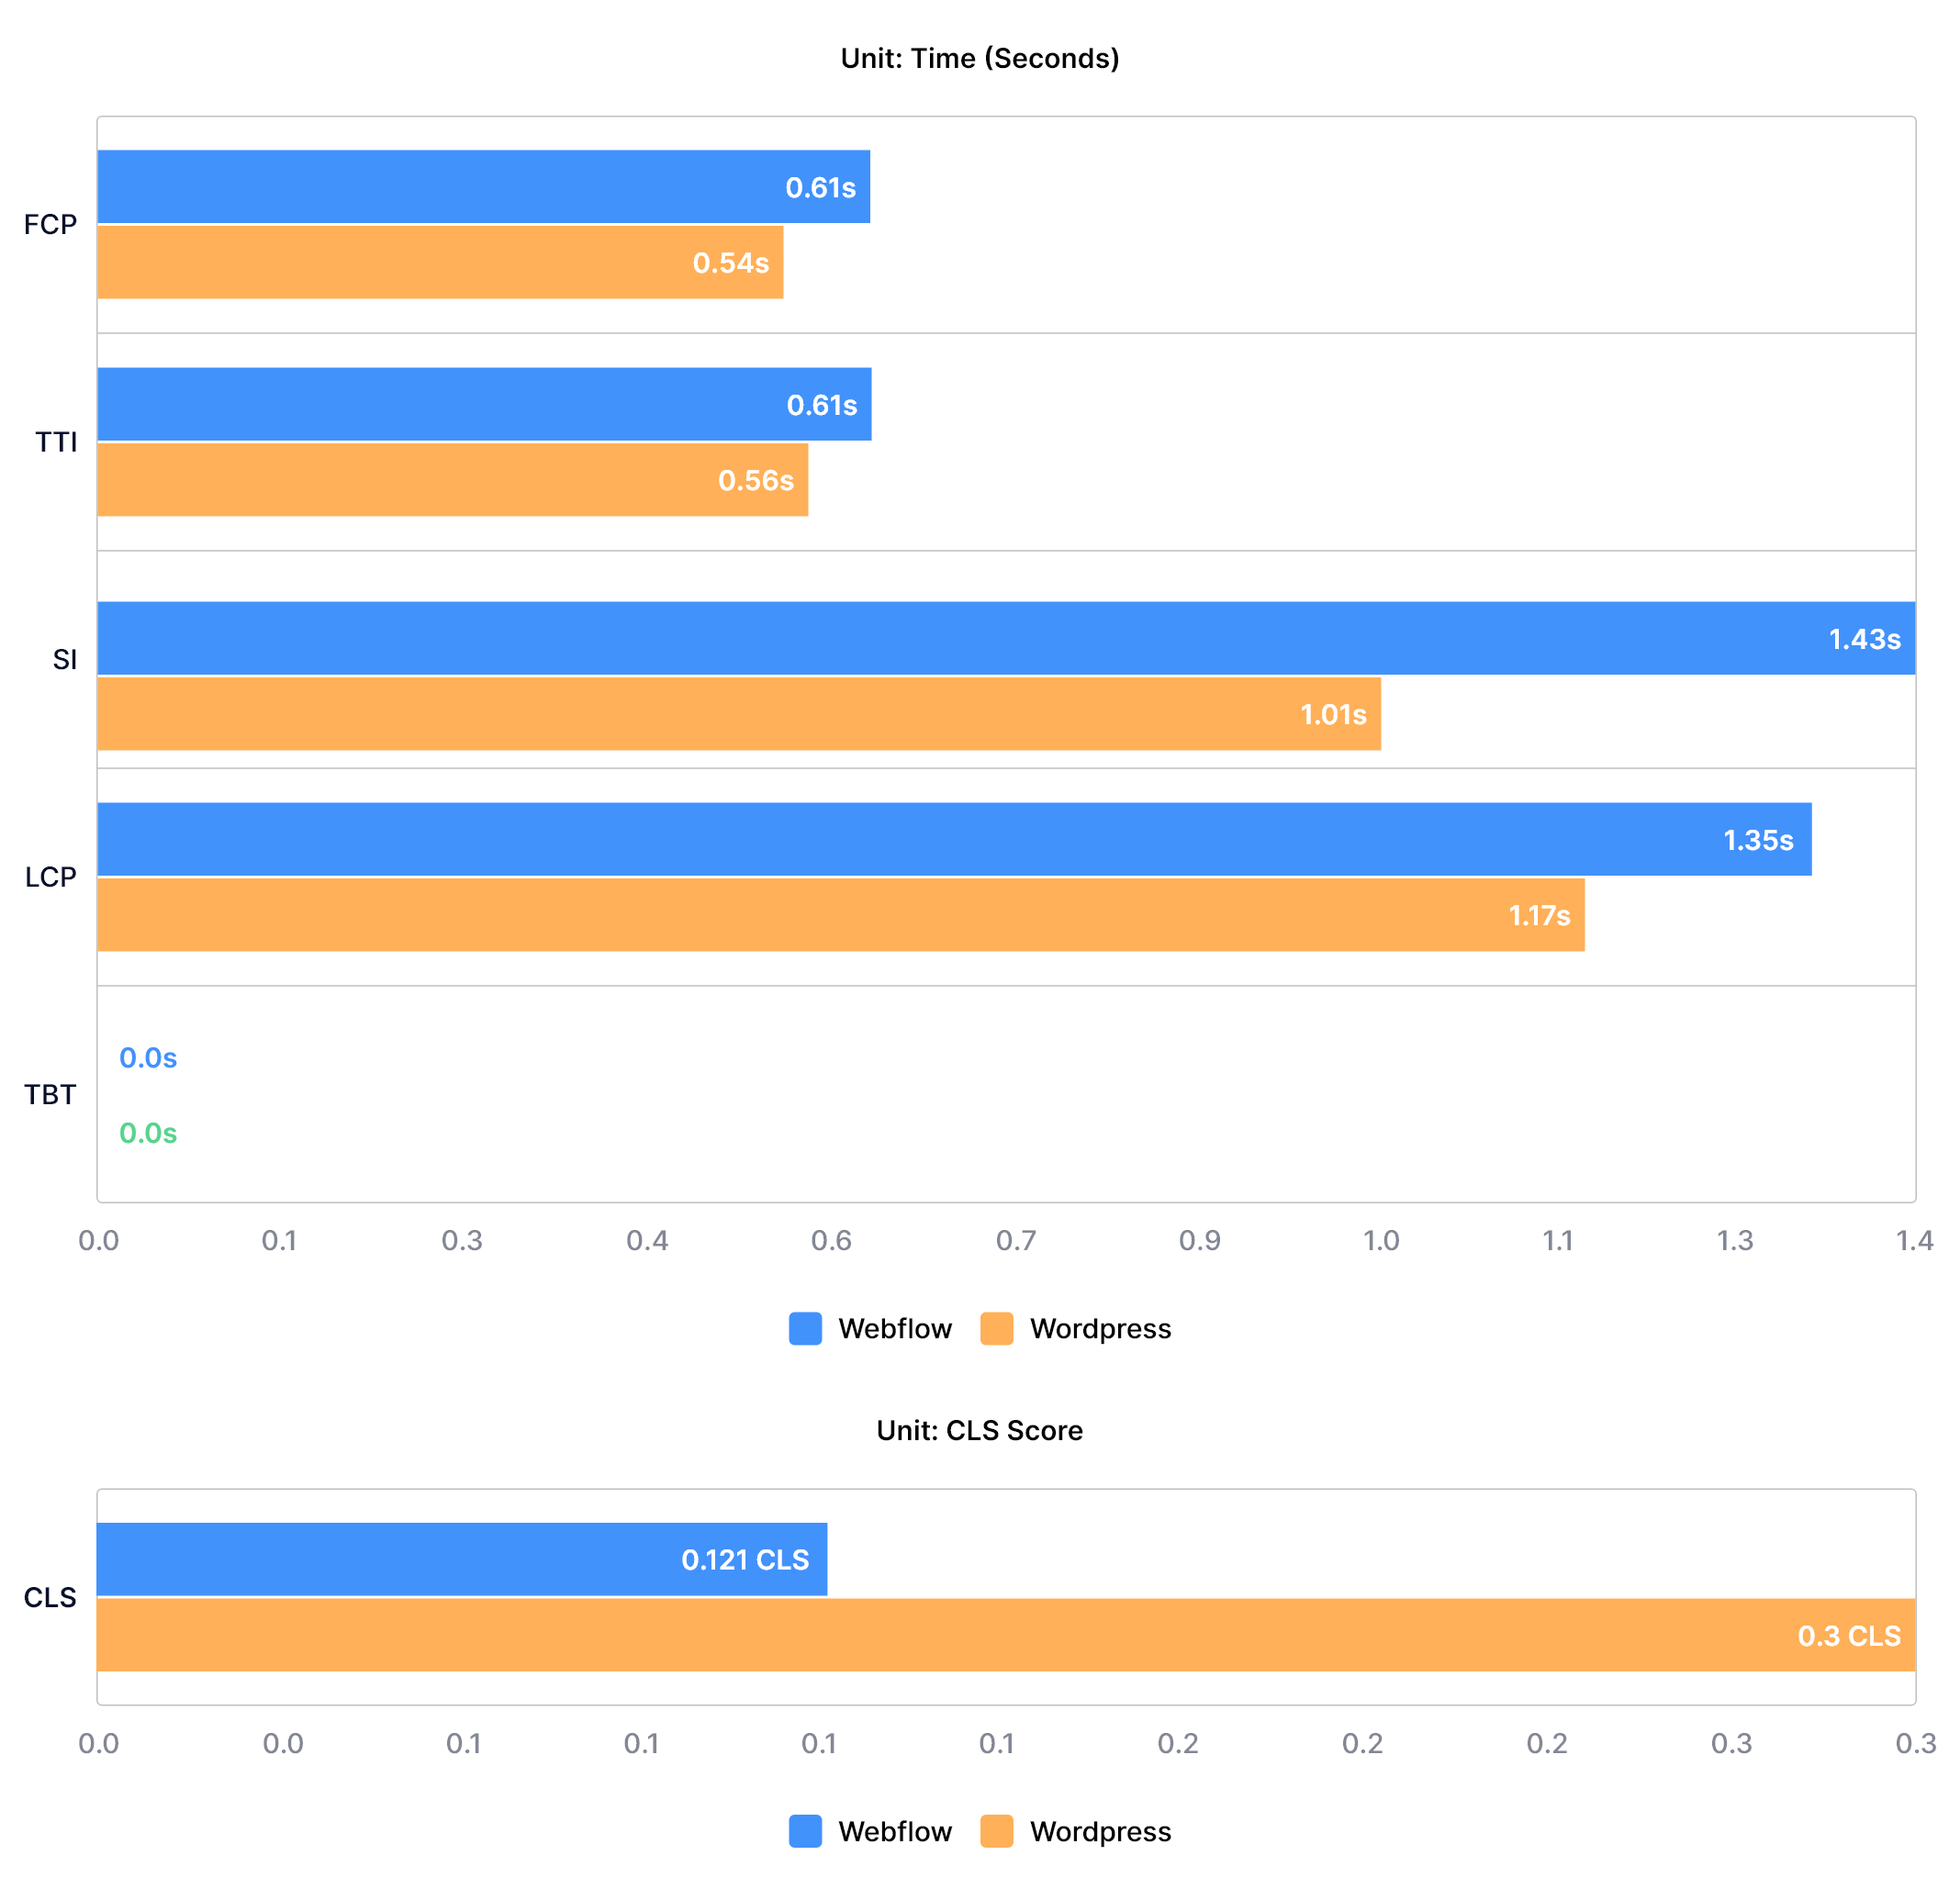 Unit: Time (Seconds)
FCP
0.61s
0.54s
TTI
0.61s
0.56s
SI
1.43s
1.01s
LCP
1.35s
1.17s
TBT
0.0s
0.0s
0.0 0.1 0.3 0.4 0.6 0.7 0.9 1.0 1.1 1.3 1.4
Webflow Wordpress
Unit: CLS Score
CLS
0.121 CLS
0.3 CLS
0.0 0.0 0.1 0.1 0.1 0.1 0.2 0.2 0.2 0.3 0.3
Webflow Wordpress